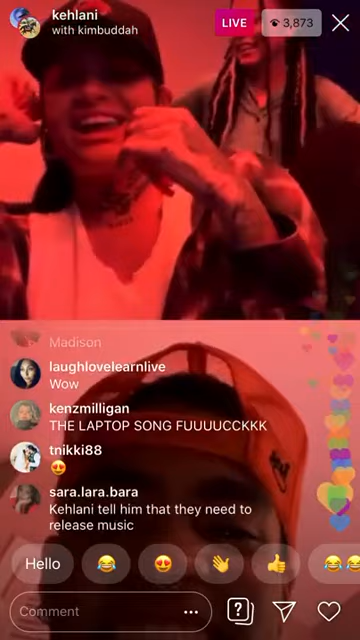 kehlani
with kimbuddah
LIVE
3,873
Madison
laughlovelearnlive
Wow
kenzmilligan
THE LAPTOP SONG FUUUUCCKKK
tnikki88
😍
sara.lara.bara
Kehlani tell him that they need to
release music
Hello 😂 😍 👋 👍 😂😂
Comment